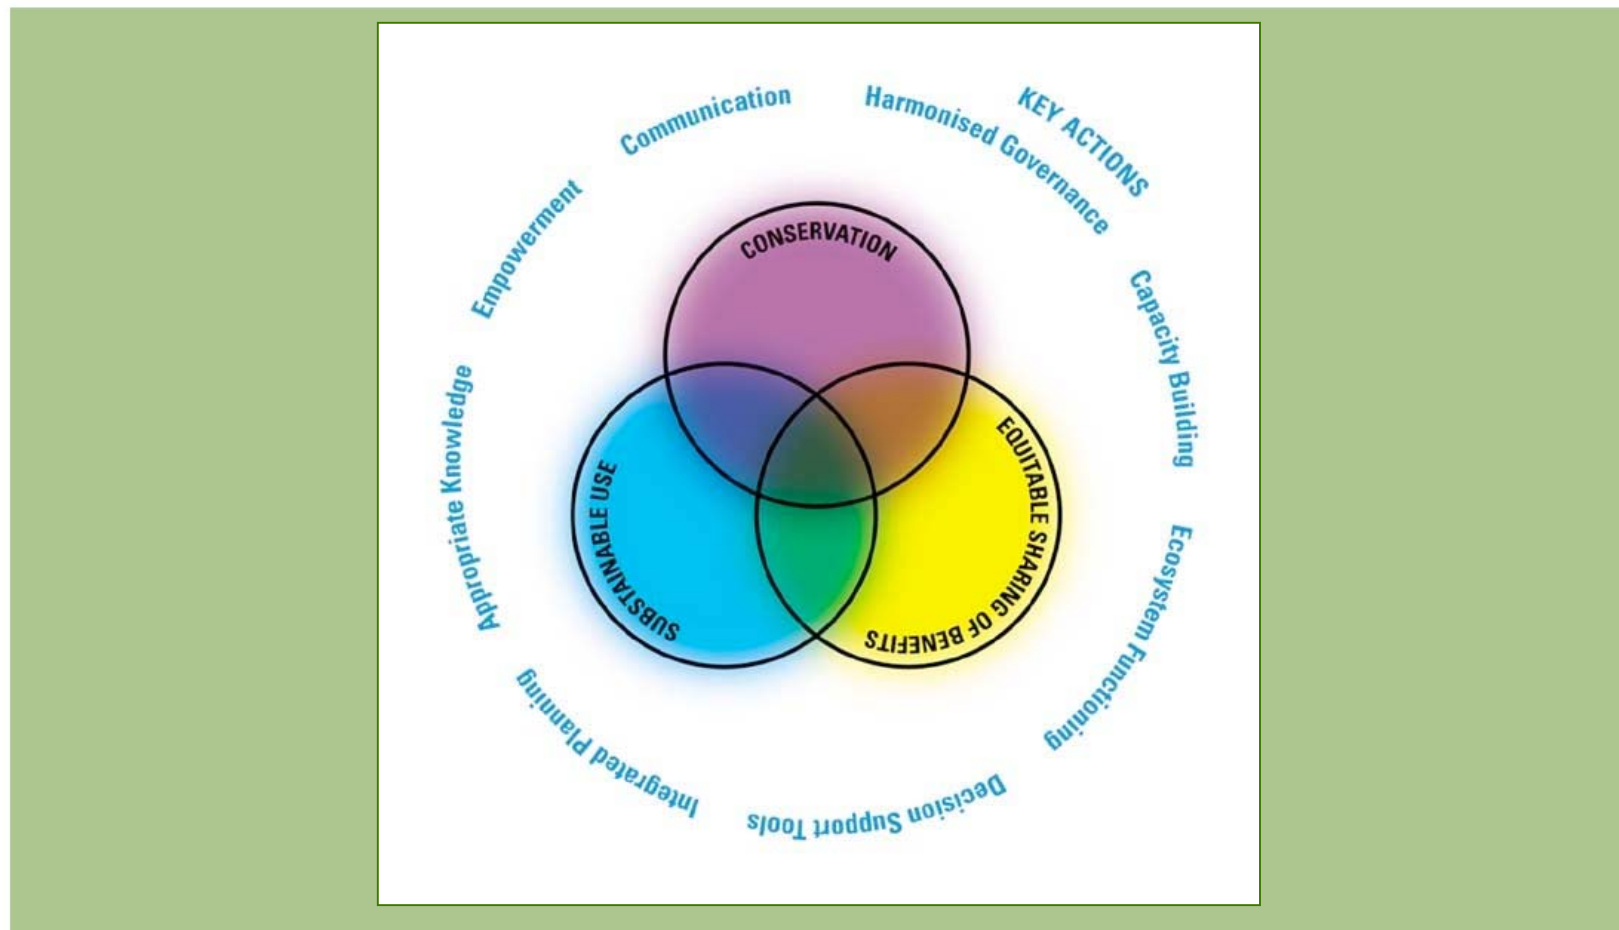 KEY ACTIONS
Harmonised Governance
Capacity Building
Ecosystem Functioning
Decision Support Tools
Integrated Planning
Appropriate Knowledge
Empowerment
Communication
CONSERVATION
EQUITABLE SHARING OF BENEFITS
SUBSTAINABLE USE